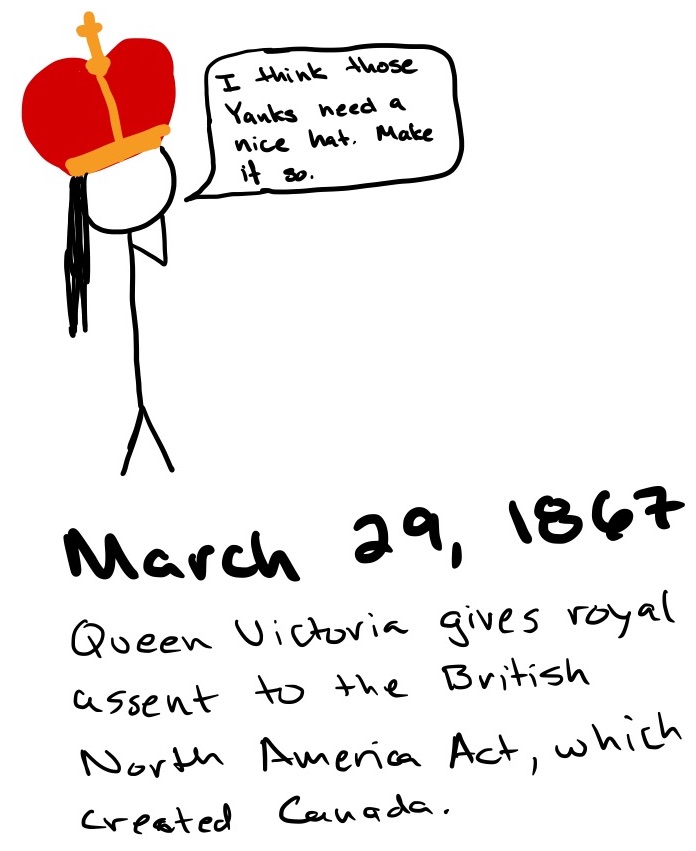 I think those
Yanks need a
nice hat. Make
it so.
March 29, 1867
Queen Victoria gives royal
assent to the British
North America Act, which
created Canada.